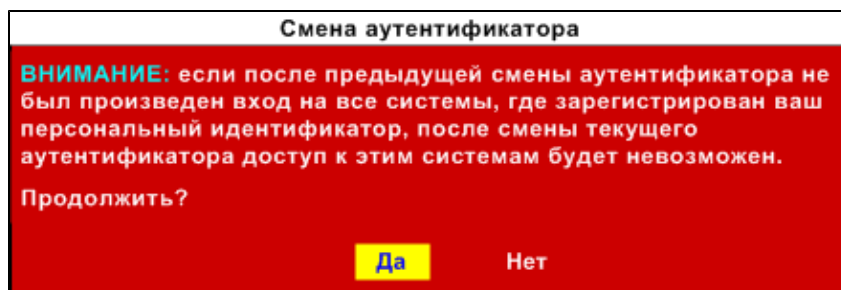 Смена аутентификатора
ВНИМАНИЕ: если после предыдущей смены аутентификатора не
был произведен вход на все системы, где зарегистрирован ваш
персональный идентификатор, после смены текущего
аутентификатора доступ к этим системам будет невозможен.
Продолжить?
Да Нет